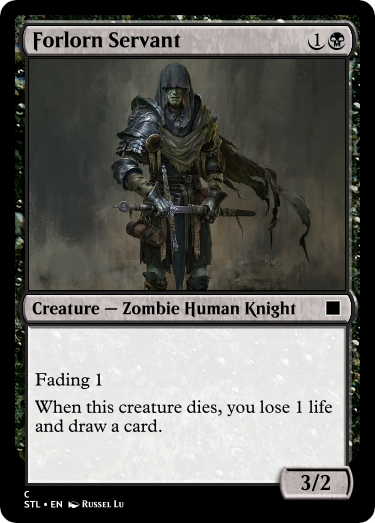 Forlorn Servant 1
Creature — Zombie Human Knight
Fading 1
When this creature dies, you lose 1 life
and draw a card.
3/2
C
STL • EN Russel Lu